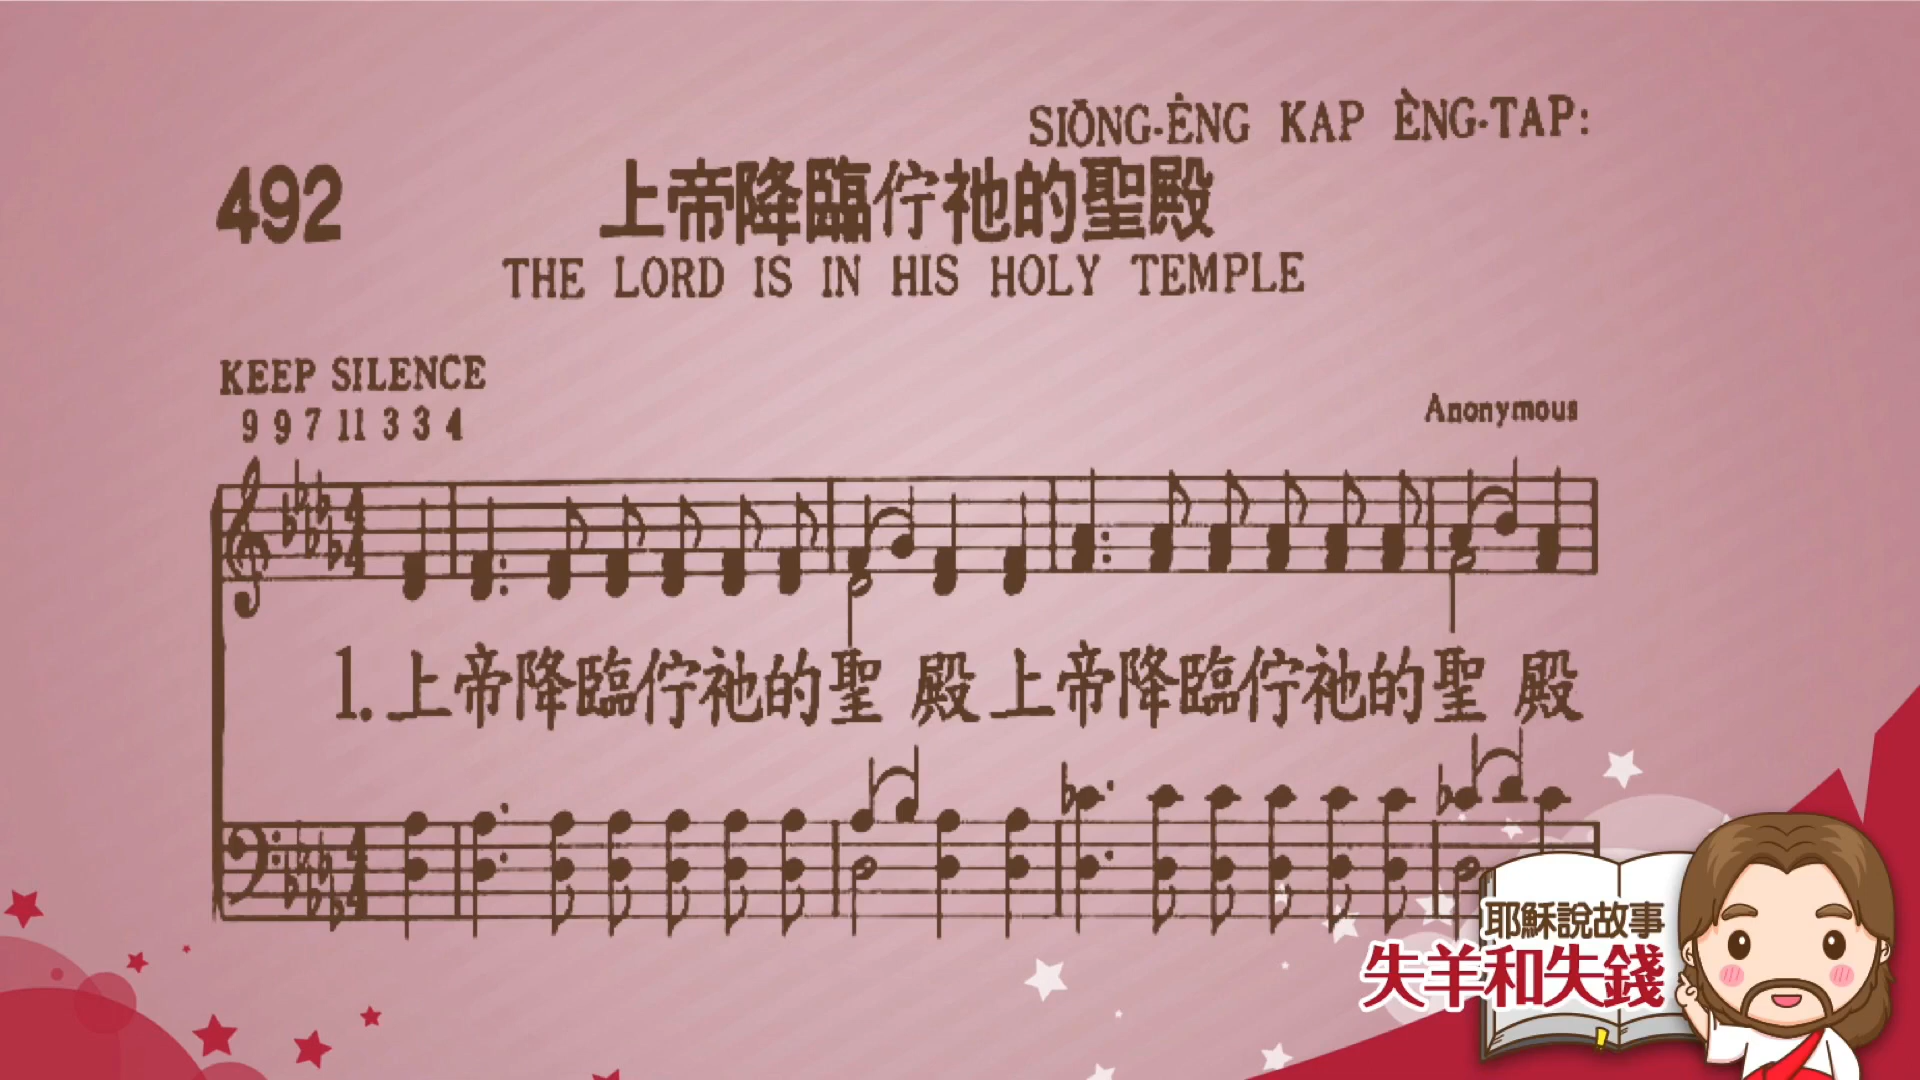 SIŌNG-ÈNG KAP ÈNG-TAP:
492 上帝降臨佇祂的聖殿
THE LORD IS IN HIS HOLY TEMPLE
KEEP SILENCE
9 9 7 11 3 3 4
Anonymous
1. 上帝降臨佇祂的聖 殿 上帝降臨佇祂的聖 殿
耶穌說故事
失羊和失錢